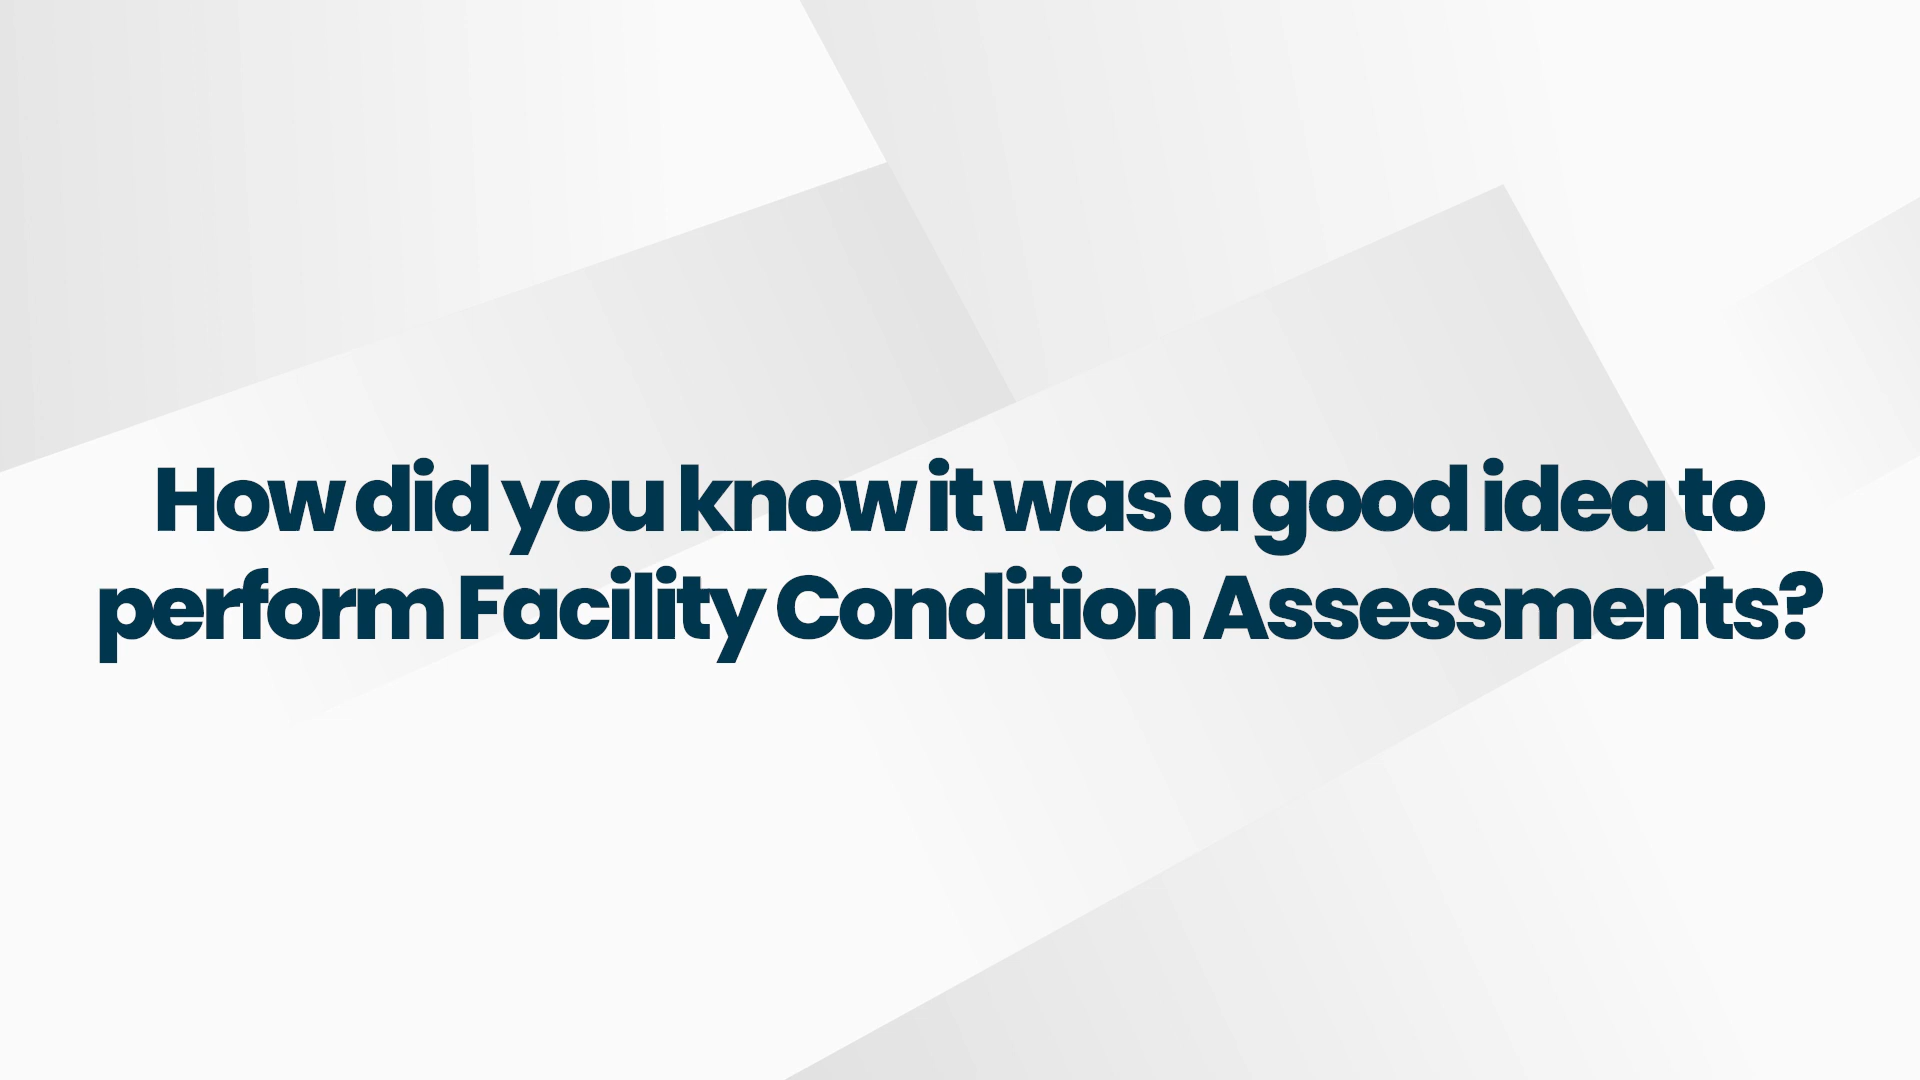 How did you know it was a good idea to
perform Facility Condition Assessments?